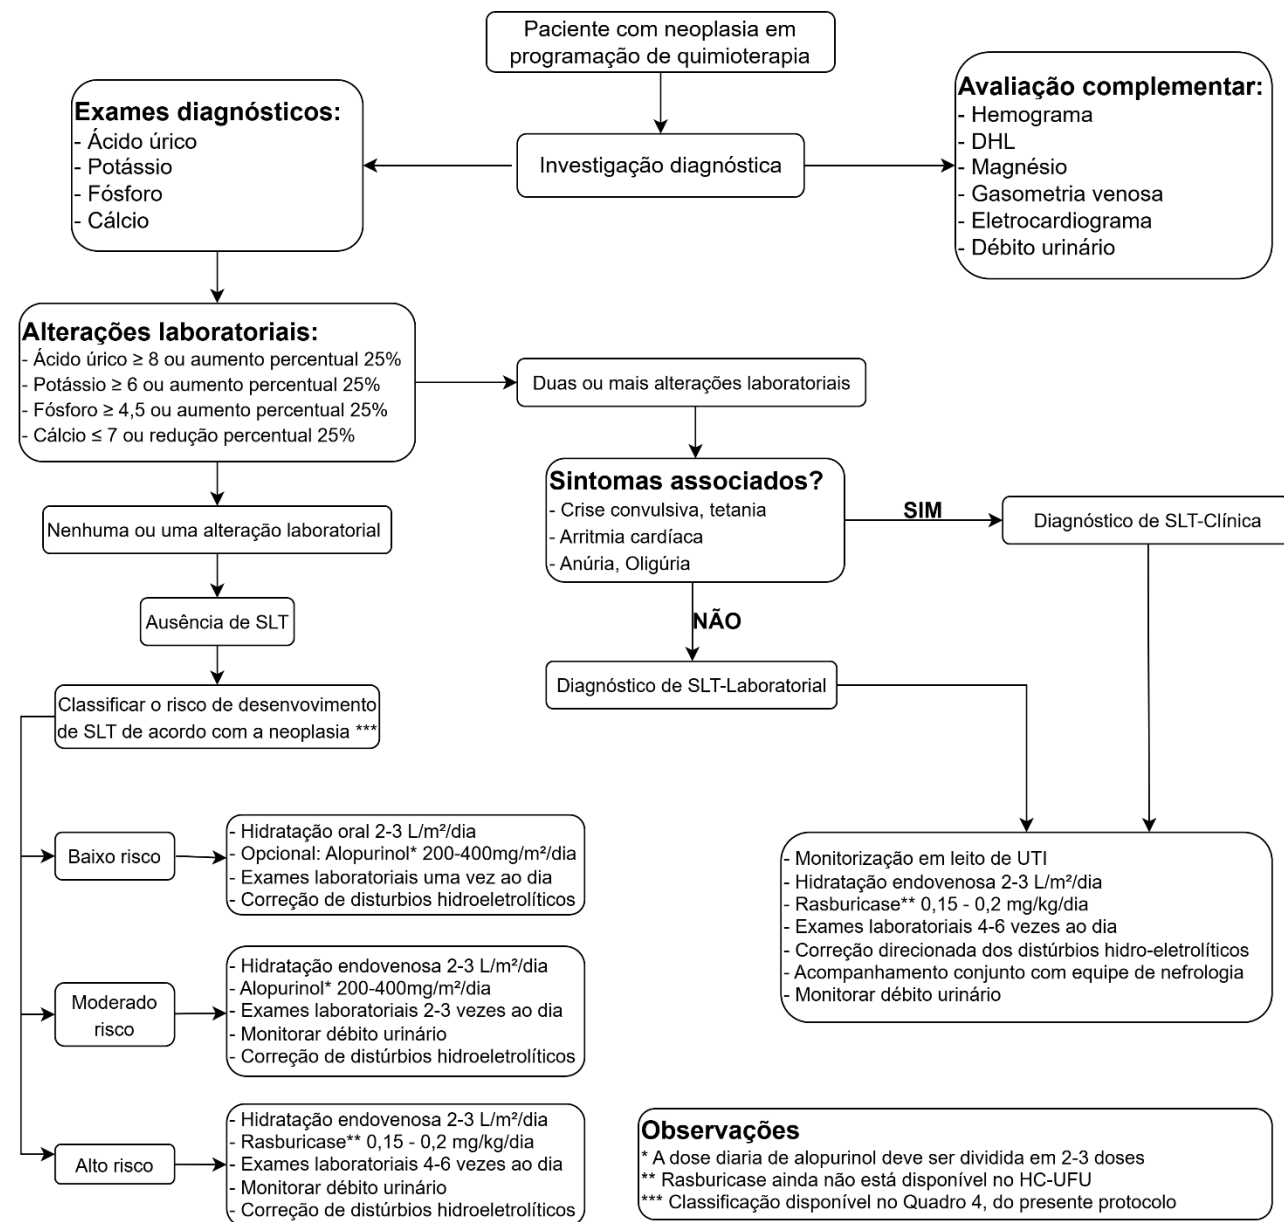 Paciente com neoplasia em
programação de quimioterapia
Exames diagnósticos:
- Ácido úrico
- Potássio
- Fósforo
- Cálcio
Investigação diagnóstica
Avaliação complementar:
- Hemograma
- DHL
- Magnésio
- Gasometria venosa
- Eletrocardiograma
- Débito urinário
Alterações laboratoriais:
- Ácido úrico ≥ 8 ou aumento percentual 25%
- Potássio ≥ 6 ou aumento percentual 25%
- Fósforo ≥ 4,5 ou aumento percentual 25%
- Cálcio ≤ 7 ou redução percentual 25%
Duas ou mais alterações laboratoriais
Sintomas associados?
- Crise convulsiva, tetania
- Arritmia cardíaca
- Anúria, Oligúria
SIM
Diagnóstico de SLT-Clínica
NÃO
Diagnóstico de SLT-Laboratorial
Nenhuma ou uma alteração laboratorial
Ausência de SLT
Classificar o risco de desenvovimento
de SLT de acordo com a neoplasia ***
Baixo risco
- Hidratação oral 2-3 L/m²/dia
- Opcional: Alopurinol* 200-400mg/m²/dia
- Exames laboratoriais uma vez ao dia
- Correção de disturbios hidroeletrolíticos
Moderado
risco
- Hidratação endovenosa 2-3 L/m²/dia
- Alopurinol* 200-400mg/m²/dia
- Exames laboratoriais 2-3 vezes ao dia
- Monitorar débito urinário
- Correção de distúrbios hidroeletrolíticos
Alto risco
- Hidratação endovenosa 2-3 L/m²/dia
- Rasburicase** 0,15 - 0,2 mg/kg/dia
- Exames laboratoriais 4-6 vezes ao dia
- Monitorar débito urinário
- Correção de distúrbios hidroeletrolíticos
- Monitorização em leito de UTI
- Hidratação endovenosa 2-3 L/m²/dia
- Rasburicase** 0,15 - 0,2 mg/kg/dia
- Exames laboratoriais 4-6 vezes ao dia
- Correção direcionada dos distúrbios hidro-eletrolíticos
- Acompanhamento conjunto com equipe de nefrologia
- Monitorar débito urinário
Observações
* A dose diaria de alopurinol deve ser dividida em 2-3 doses
** Rasburicase ainda não está disponível no HC-UFU
*** Classificação disponível no Quadro 4, do presente protocolo